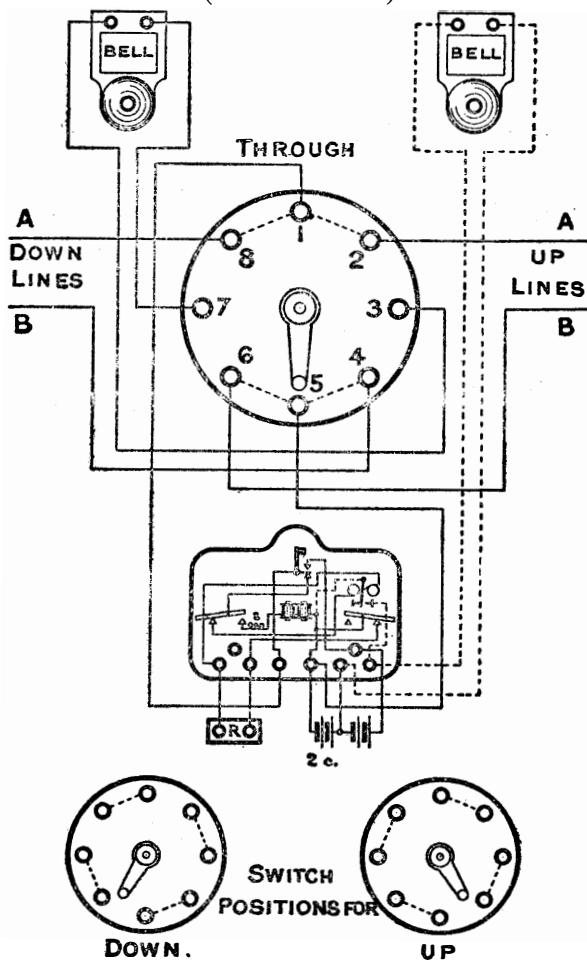 BELL
BELL
THROUGH
A
A
DOWN
LINES
UP
LINES
B
B
1
8
2
7
3
6
4
5
R
2 c.
SWITCH
POSITIONS FOR
DOWN.
UP